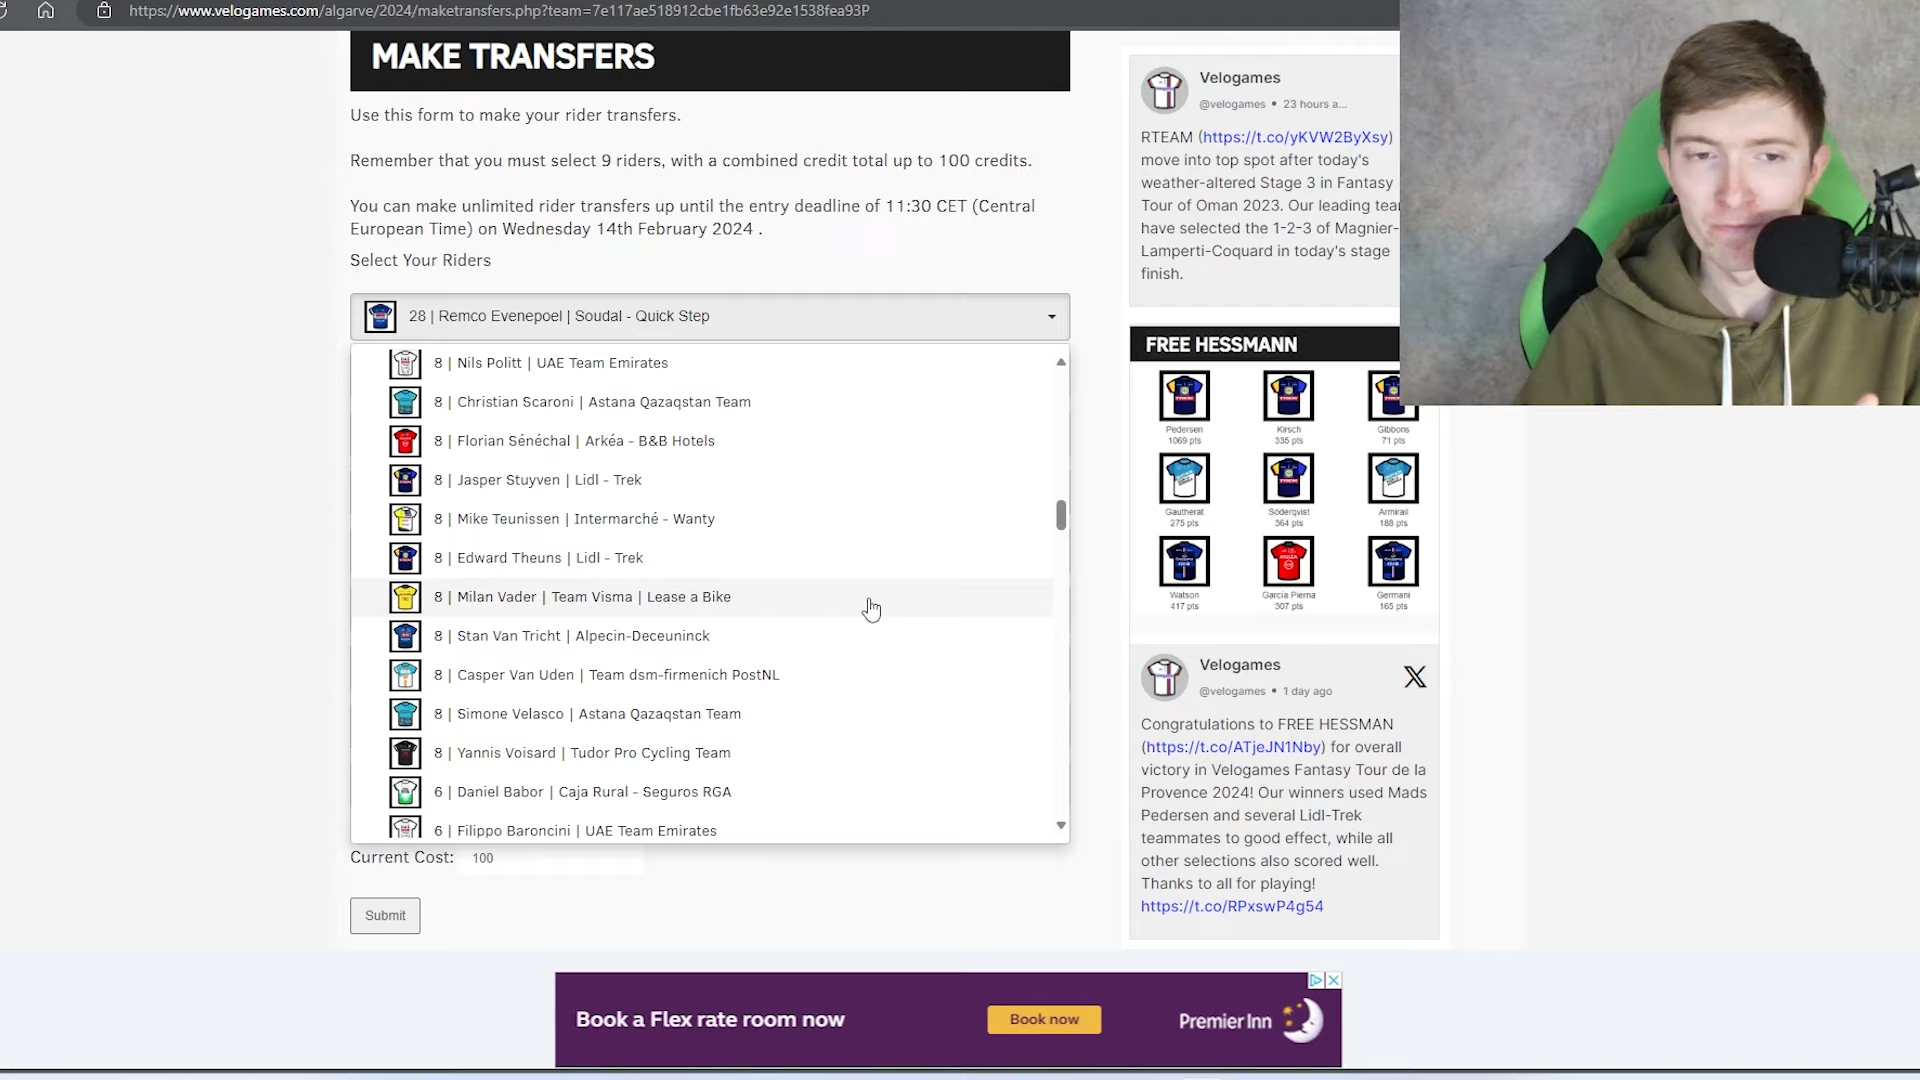 https://www.velogames.com/algarve/2024/maketransfers.php?team=7e117ae518912cbe1fb63e92e1538fea93P
MAKE TRANSFERS
Use this form to make your rider transfers.
Remember that you must select 9 riders, with a combined credit total up to 100 credits.
You can make unlimited rider transfers up until the entry deadline of 11:30 CET (Central
European Time) on Wednesday 14th February 2024 .
Select Your Riders
28 | Remco Evenepoel | Soudal - Quick Step
8 | Nils Politt | UAE Team Emirates
8 | Christian Scaroni | Astana Qazaqstan Team
8 | Florian Sénéchal | Arkéa - B&B Hotels
8 | Jasper Stuyven | Lidl - Trek
8 | Mike Teunissen | Intermarché - Wanty
8 | Edward Theuns | Lidl - Trek
8 | Milan Vader | Team Visma | Lease a Bike
8 | Stan Van Tricht | Alpecin-Deceuninck
8 | Casper Van Uden | Team dsm-firmenich PostNL
8 | Simone Velasco | Astana Qazaqstan Team
8 | Yannis Voisard | Tudor Pro Cycling Team
6 | Daniel Babor | Caja Rural - Seguros RGA
6 | Filippo Baroncini | UAE Team Emirates
Current Cost: 100
Submit
Velogames
@velogames • 23 hours a...
RTEAM (https://t.co/yKVW2ByXsy)
move into top spot after today's
weather-altered Stage 3 in Fantasy
Tour of Oman 2023. Our leading tea
have selected the 1-2-3 of Magnier-
Lamperti-Coquard in today's stage
finish.
FREE HESSMANN
Pedersen Kirsch Gibbons
1069 pts 335 pts 71 pts
Gautherat Söderqvist Armirail
275 pts 364 pts 188 pts
Watson García Pierna Germani
417 pts 307 pts 165 pts
Velogames
@velogames • 1 day ago
X
Congratulations to FREE HESSMAN
(https://t.co/ATjeJN1Nby) for overall
victory in Velogames Fantasy Tour de la
Provence 2024! Our winners used Mads
Pedersen and several Lidl-Trek
teammates to good effect, while all
other selections also scored well.
Thanks to all for playing!
https://t.co/RPxswP4g54
Book a Flex rate room now
Book now
Premier Inn